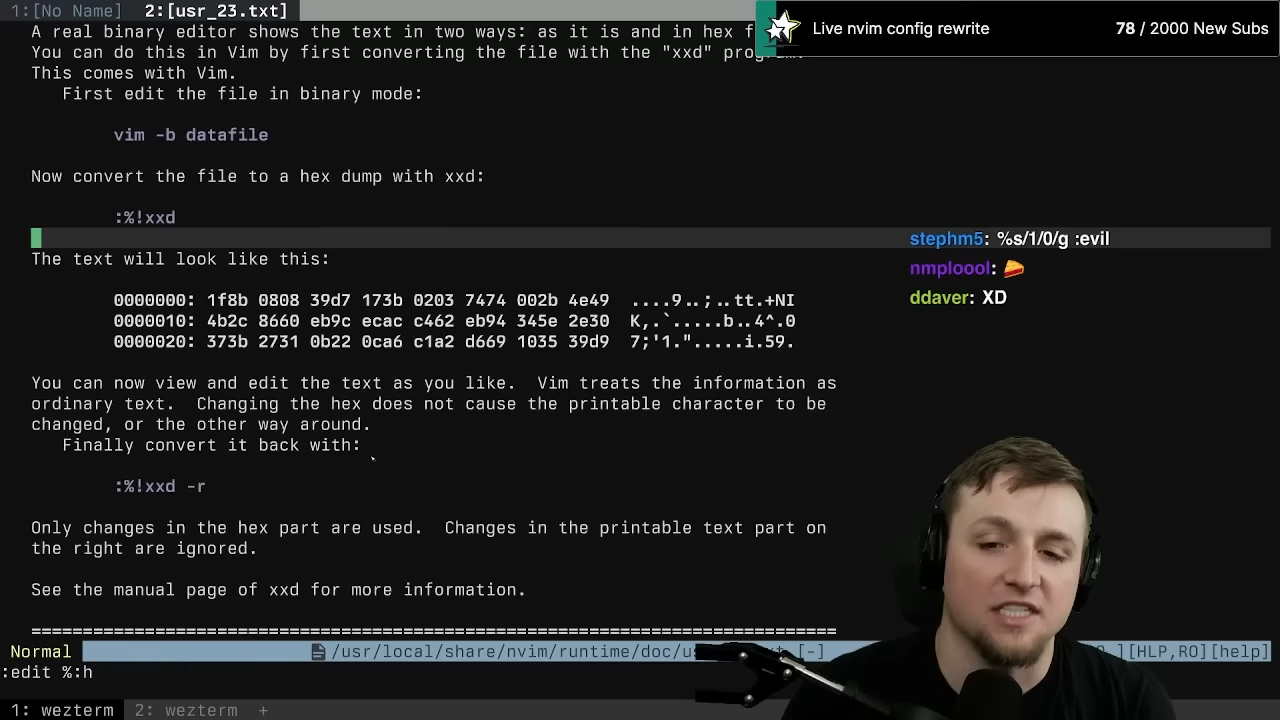 1:[No Name]  2:[usr_23.txt]
Live nvim config rewrite
78 / 2000 New Subs
A real binary editor shows the text in two ways: as it is and in hex
You can do this in Vim by first converting the file with the "xxd"
This comes with Vim.
First edit the file in binary mode:
vim -b datafile
Now convert the file to a hex dump with xxd:
:%!xxd
stephm5: %s/1/0/g :evil
The text will look like this:
nmploool: 🍕
ddaver: XD
0000000: 1f8b 0808 39d7 173b 0203 7474 002b 4e49  ....9..;..tt.+NI
0000010: 4b2c 8660 eb9c ecac c462 eb94 345e 2e30  K,.`.....b..4^.0
0000020: 373b 2731 0b22 0ca6 c1a2 d669 1035 39d9  7;'1.".....i.59.
You can now view and edit the text as you like.  Vim treats the information as
ordinary text.  Changing the hex does not cause the printable character to be
changed, or the other way around.
Finally convert it back with:
:%!xxd -r
Only changes in the hex part are used.  Changes in the printable text part on
the right are ignored.
See the manual page of xxd for more information.
==============================================================================
Normal  /usr/local/share/nvim/runtime/doc/  [-]  ][HLP,RO][help]
:edit %:h
1: wezterm  2: wezterm  +